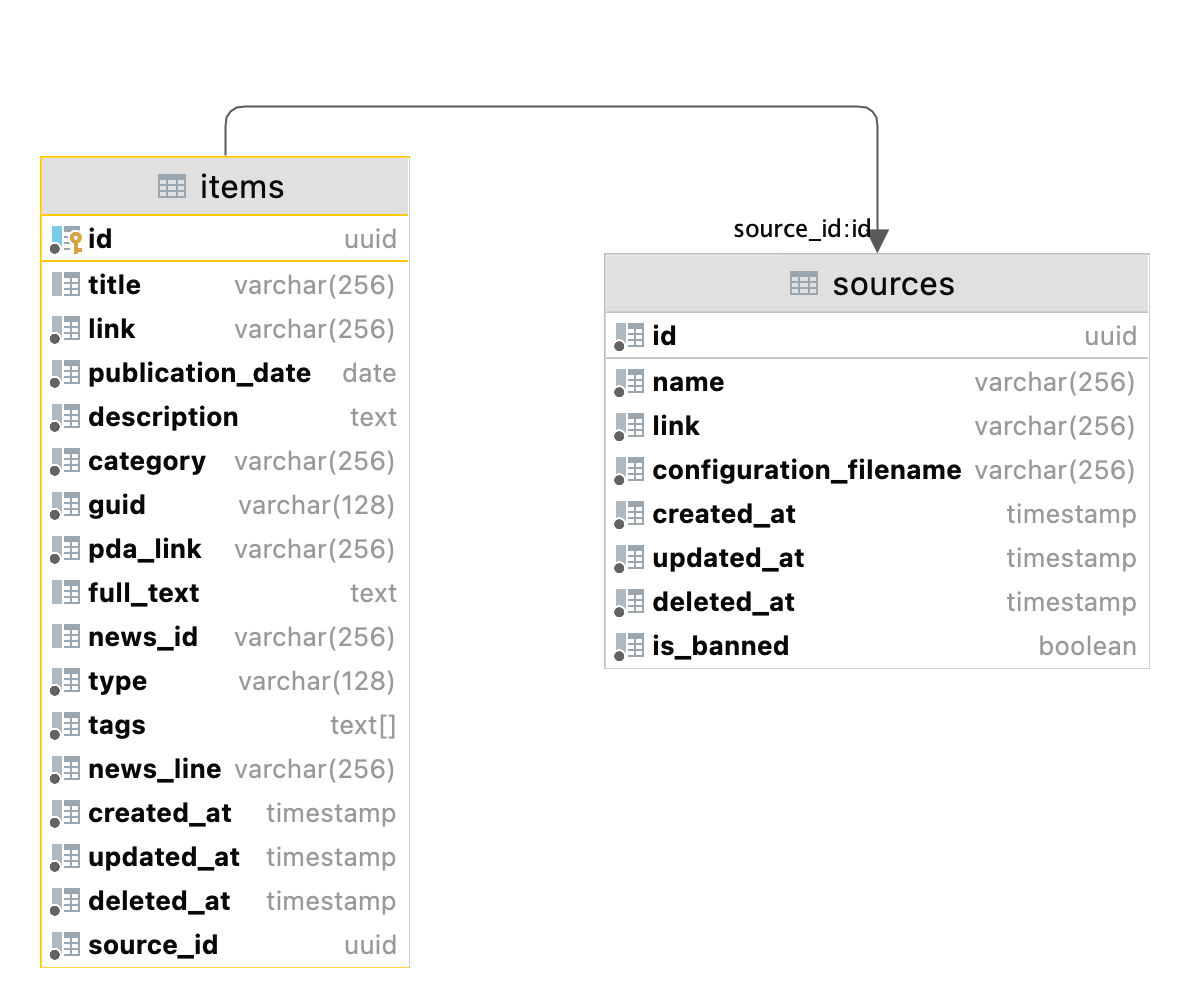 items
id uuid
title varchar(256)
link varchar(256)
publication_date date
description text
category varchar(256)
guid varchar(128)
pda_link varchar(256)
full_text text
news_id varchar(256)
type varchar(128)
tags text[]
news_line varchar(256)
created_at timestamp
updated_at timestamp
deleted_at timestamp
source_id uuid
source_id:id
sources
id uuid
name varchar(256)
link varchar(256)
configuration_filename varchar(256)
created_at timestamp
updated_at timestamp
deleted_at timestamp
is_banned boolean